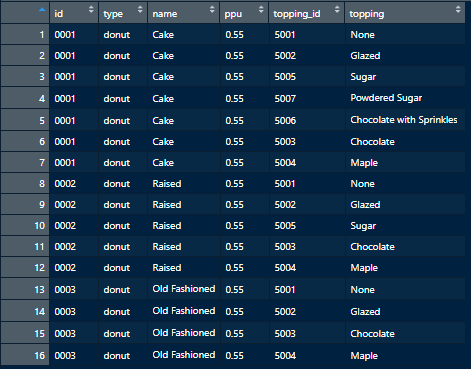 id type name ppu topping_id topping
1 0001 donut Cake 0.55 5001 None
2 0001 donut Cake 0.55 5002 Glazed
3 0001 donut Cake 0.55 5005 Sugar
4 0001 donut Cake 0.55 5007 Powdered Sugar
5 0001 donut Cake 0.55 5006 Chocolate with Sprinkles
6 0001 donut Cake 0.55 5003 Chocolate
7 0001 donut Cake 0.55 5004 Maple
8 0002 donut Raised 0.55 5001 None
9 0002 donut Raised 0.55 5002 Glazed
10 0002 donut Raised 0.55 5005 Sugar
11 0002 donut Raised 0.55 5003 Chocolate
12 0002 donut Raised 0.55 5004 Maple
13 0003 donut Old Fashioned 0.55 5001 None
14 0003 donut Old Fashioned 0.55 5002 Glazed
15 0003 donut Old Fashioned 0.55 5003 Chocolate
16 0003 donut Old Fashioned 0.55 5004 Maple